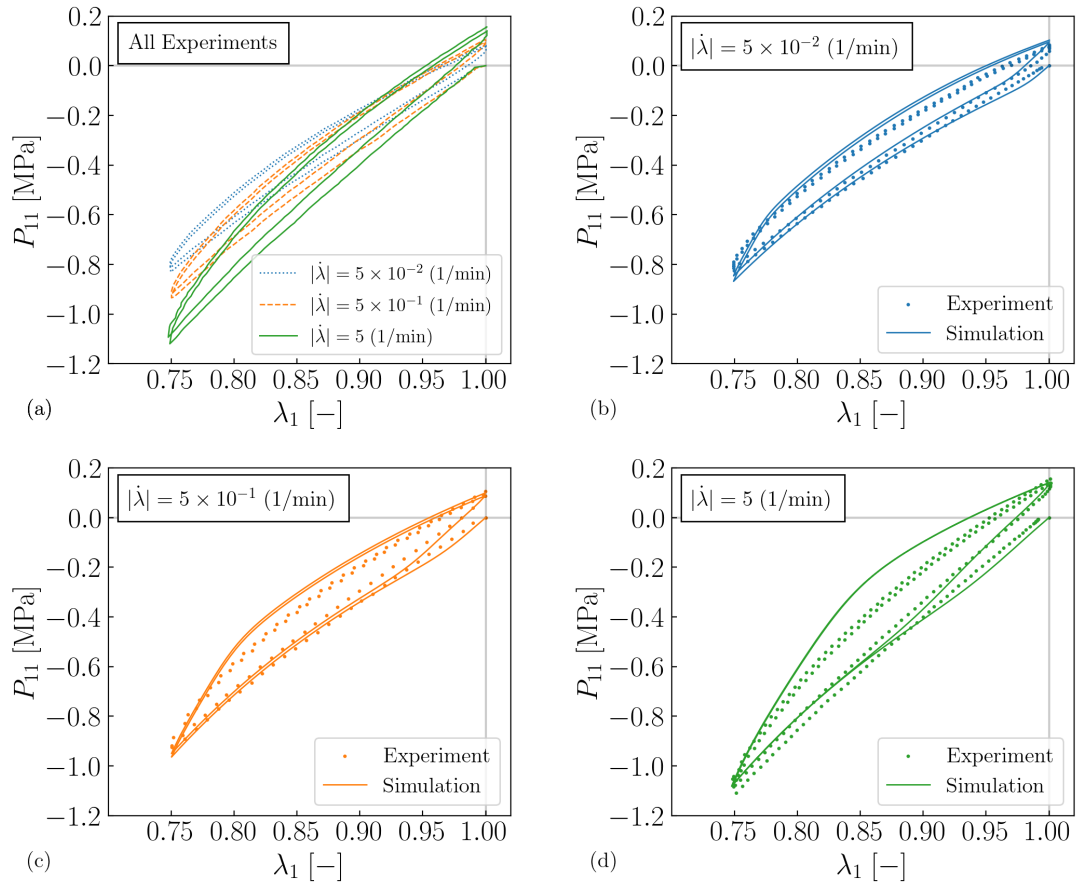 All Experiments
0.2
0.0
−0.2
−0.4
−0.6
−0.8
−1.0
−1.2
P₁₁ [MPa]
|λ̇| = 5 × 10⁻² (1/min)
|λ̇| = 5 × 10⁻¹ (1/min)
|λ̇| = 5 (1/min)
0.75 0.80 0.85 0.90 0.95 1.00
(a) λ₁ [−]
|λ̇| = 5 × 10⁻² (1/min)
0.2
0.0
−0.2
−0.4
−0.6
−0.8
−1.0
−1.2
P₁₁ [MPa]
Experiment
Simulation
0.75 0.80 0.85 0.90 0.95 1.00
(b) λ₁ [−]
|λ̇| = 5 × 10⁻¹ (1/min)
0.2
0.0
−0.2
−0.4
−0.6
−0.8
−1.0
−1.2
P₁₁ [MPa]
Experiment
Simulation
0.75 0.80 0.85 0.90 0.95 1.00
(c) λ₁ [−]
|λ̇| = 5 (1/min)
0.2
0.0
−0.2
−0.4
−0.6
−0.8
−1.0
−1.2
P₁₁ [MPa]
Experiment
Simulation
0.75 0.80 0.85 0.90 0.95 1.00
(d) λ₁ [−]